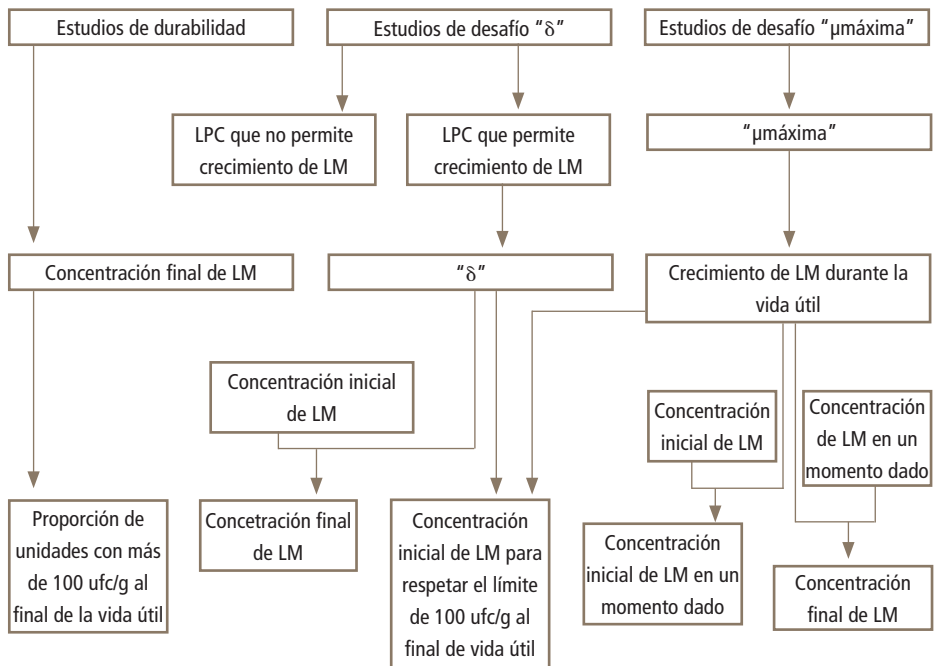 Estudios de durabilidad
Estudios de desafío “δ”
Estudios de desafío “µmáxima”
LPC que no permite
crecimiento de LM
LPC que permite
crecimiento de LM
“µmáxima”
Concentración final de LM
“δ”
Crecimiento de LM durante la
vida útil
Concentración inicial
de LM
Concentración
inicial de LM
Concentración
de LM en un
momento dado
Proporción de
unidades con más
de 100 ufc/g al
final de la vida útil
Concetración final
de LM
Concentración
inicial de LM para
respetar el límite
de 100 ufc/g al
final de vida útil
Concentración
inicial de LM en un
momento dado
Concentración
final de LM